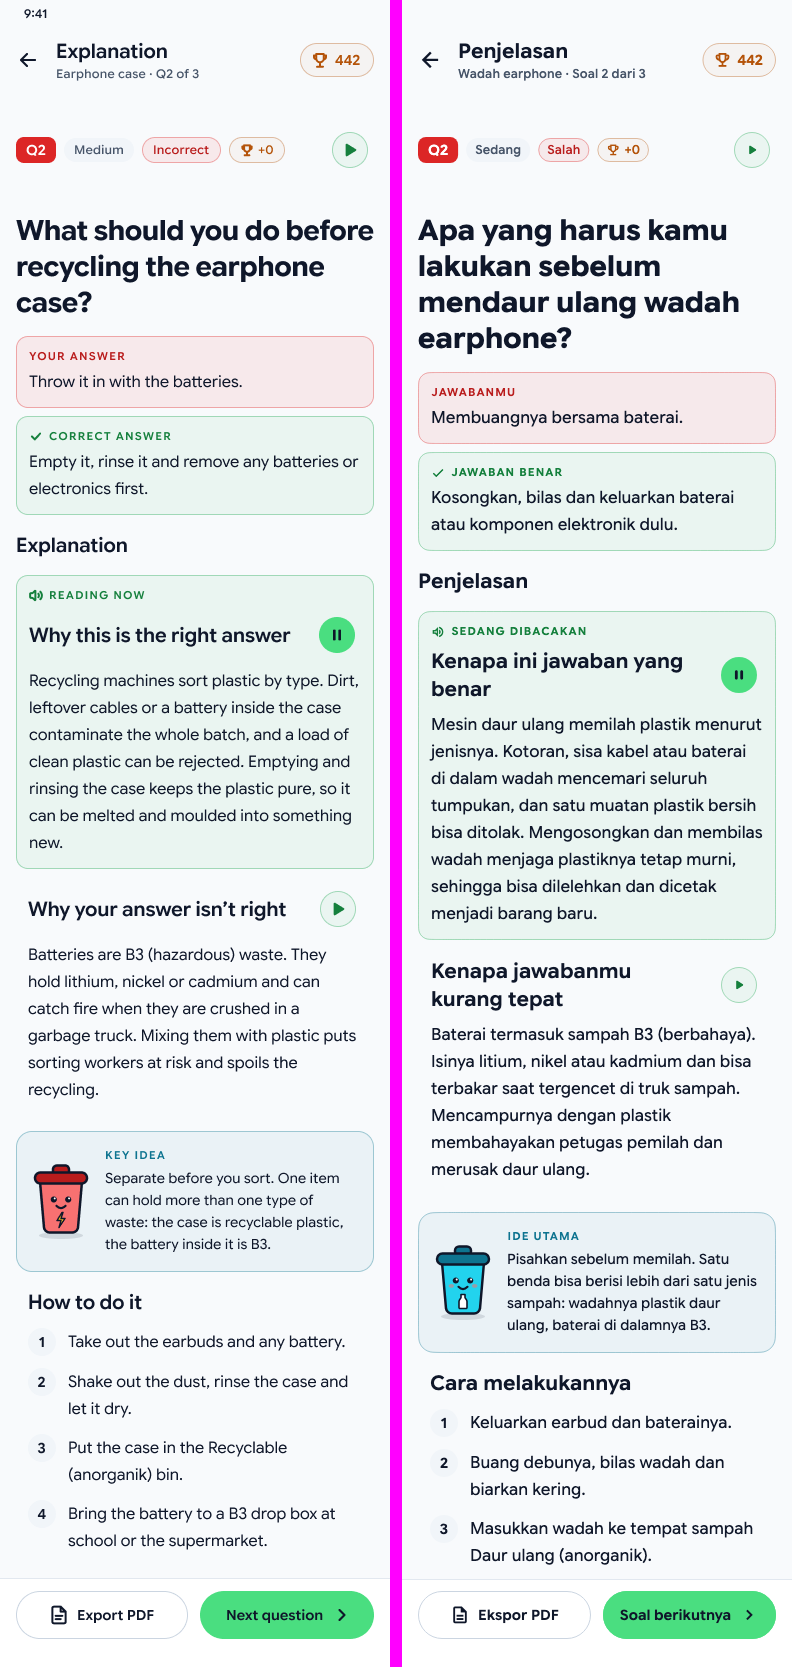 9:41
Explanation
Earphone case · Q2 of 3
442
Q2
Medium
Incorrect
+0
What should you do before
recycling the earphone
case?
YOUR ANSWER
Throw it in with the batteries.
CORRECT ANSWER
Empty it, rinse it and remove any batteries or
electronics first.
Explanation
READING NOW
Why this is the right answer
Recycling machines sort plastic by type. Dirt,
leftover cables or a battery inside the case
contaminate the whole batch, and a load of
clean plastic can be rejected. Emptying and
rinsing the case keeps the plastic pure, so it
can be melted and moulded into something
new.
Why your answer isn’t right
Batteries are B3 (hazardous) waste. They
hold lithium, nickel or cadmium and can
catch fire when they are crushed in a
garbage truck. Mixing them with plastic puts
sorting workers at risk and spoils the
recycling.
KEY IDEA
Separate before you sort. One item
can hold more than one type of
waste: the case is recyclable plastic,
the battery inside it is B3.
How to do it
1 Take out the earbuds and any battery.
2 Shake out the dust, rinse the case and
let it dry.
3 Put the case in the Recyclable
(anorganik) bin.
4 Bring the battery to a B3 drop box at
school or the supermarket.
Export PDF
Next question
Penjelasan
Wadah earphone · Soal 2 dari 3
442
Q2
Sedang
Salah
+0
Apa yang harus kamu
lakukan sebelum
mendaur ulang wadah
earphone?
JAWABANMU
Membuangnya bersama baterai.
JAWABAN BENAR
Kosongkan, bilas dan keluarkan baterai
atau komponen elektronik dulu.
Penjelasan
SEDANG DIBACAKAN
Kenapa ini jawaban yang
benar
Mesin daur ulang memilah plastik menurut
jenisnya. Kotoran, sisa kabel atau baterai
di dalam wadah mencemari seluruh
tumpukan, dan satu muatan plastik bersih
bisa ditolak. Mengosongkan dan membilas
wadah menjaga plastiknya tetap murni,
sehingga bisa dilelehkan dan dicetak
menjadi barang baru.
Kenapa jawabanmu
kurang tepat
Baterai termasuk sampah B3 (berbahaya).
Isinya litium, nikel atau kadmium dan bisa
terbakar saat tergencet di truk sampah.
Mencampurnya dengan plastik
membahayakan petugas pemilah dan
merusak daur ulang.
IDE UTAMA
Pisahkan sebelum memilah. Satu
benda bisa berisi lebih dari satu jenis
sampah: wadahnya plastik daur
ulang, baterai di dalamnya B3.
Cara melakukannya
1 Keluarkan earbud dan baterainya.
2 Buang debunya, bilas wadah dan
biarkan kering.
3 Masukkan wadah ke tempat sampah
Daur ulang (anorganik).
Ekspor PDF
Soal berikutnya